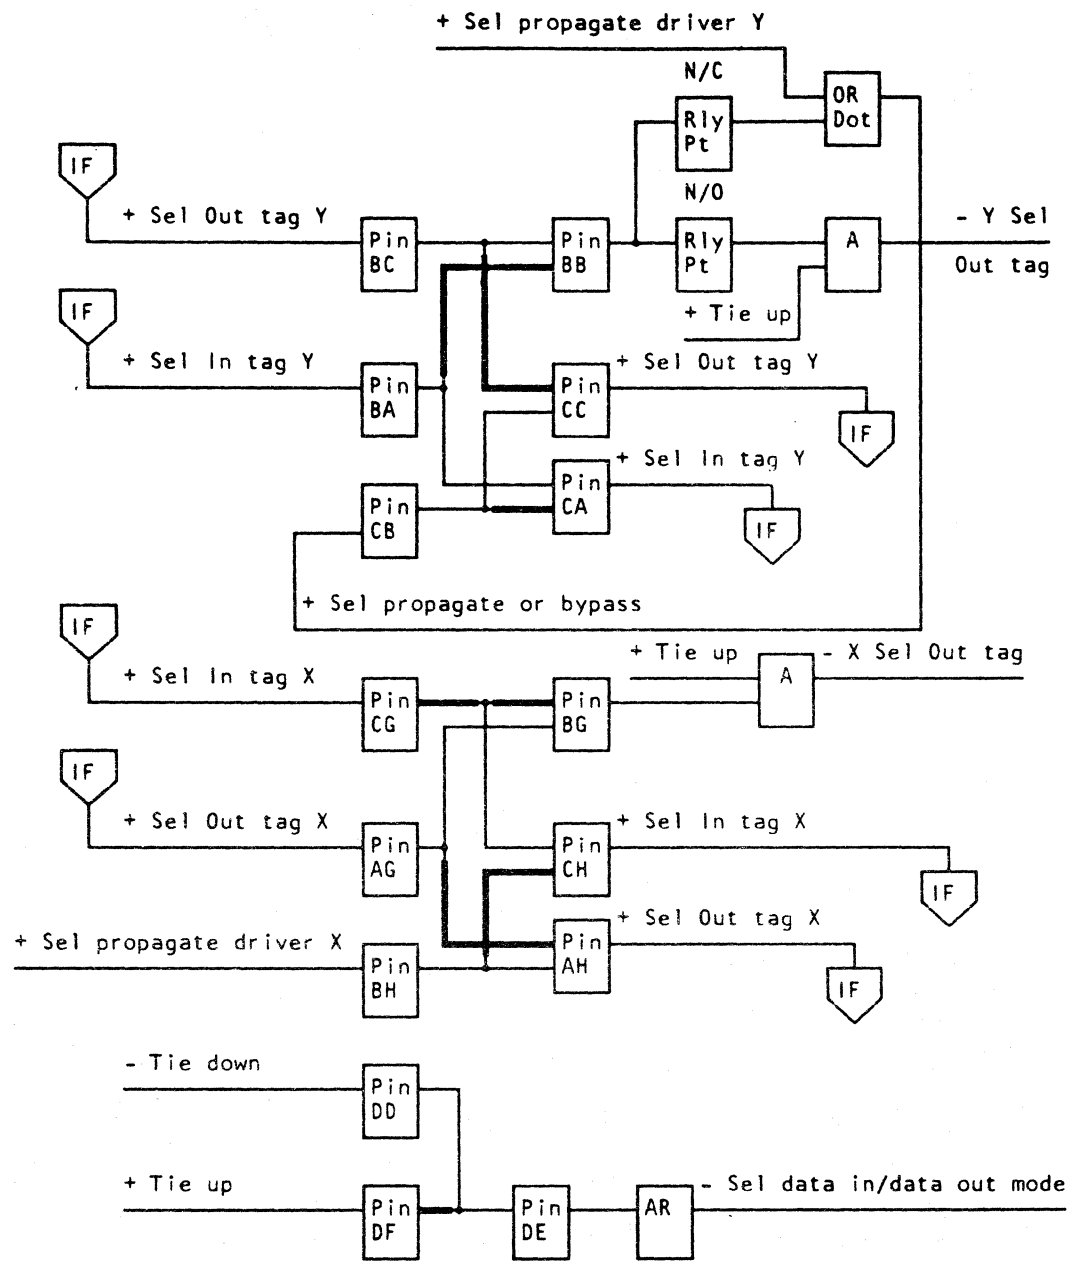 + Sel propagate driver Y
N/C
OR
Dot
Rly
Pt
IF
N/O
+ Sel Out tag Y
- Y Sel
Pin
BC
Pin
BB
Rly
Pt
A
Out tag
IF
+ Tie up
+ Sel In tag Y
+ Sel Out tag Y
Pin
BA
Pin
CC
IF
+ Sel In tag Y
Pin
CA
Pin
CB
IF
+ Sel propagate or bypass
IF
+ Tie up
- X Sel Out tag
+ Sel In tag X
A
Pin
CG
Pin
BG
IF
+ Sel Out tag X
+ Sel In tag X
Pin
AG
Pin
CH
IF
+ Sel Out tag X
+ Sel propagate driver X
Pin
AH
Pin
BH
IF
- Tie down
Pin
DD
+ Tie up
- Sel data in/data out mode
Pin
DF
Pin
DE
AR